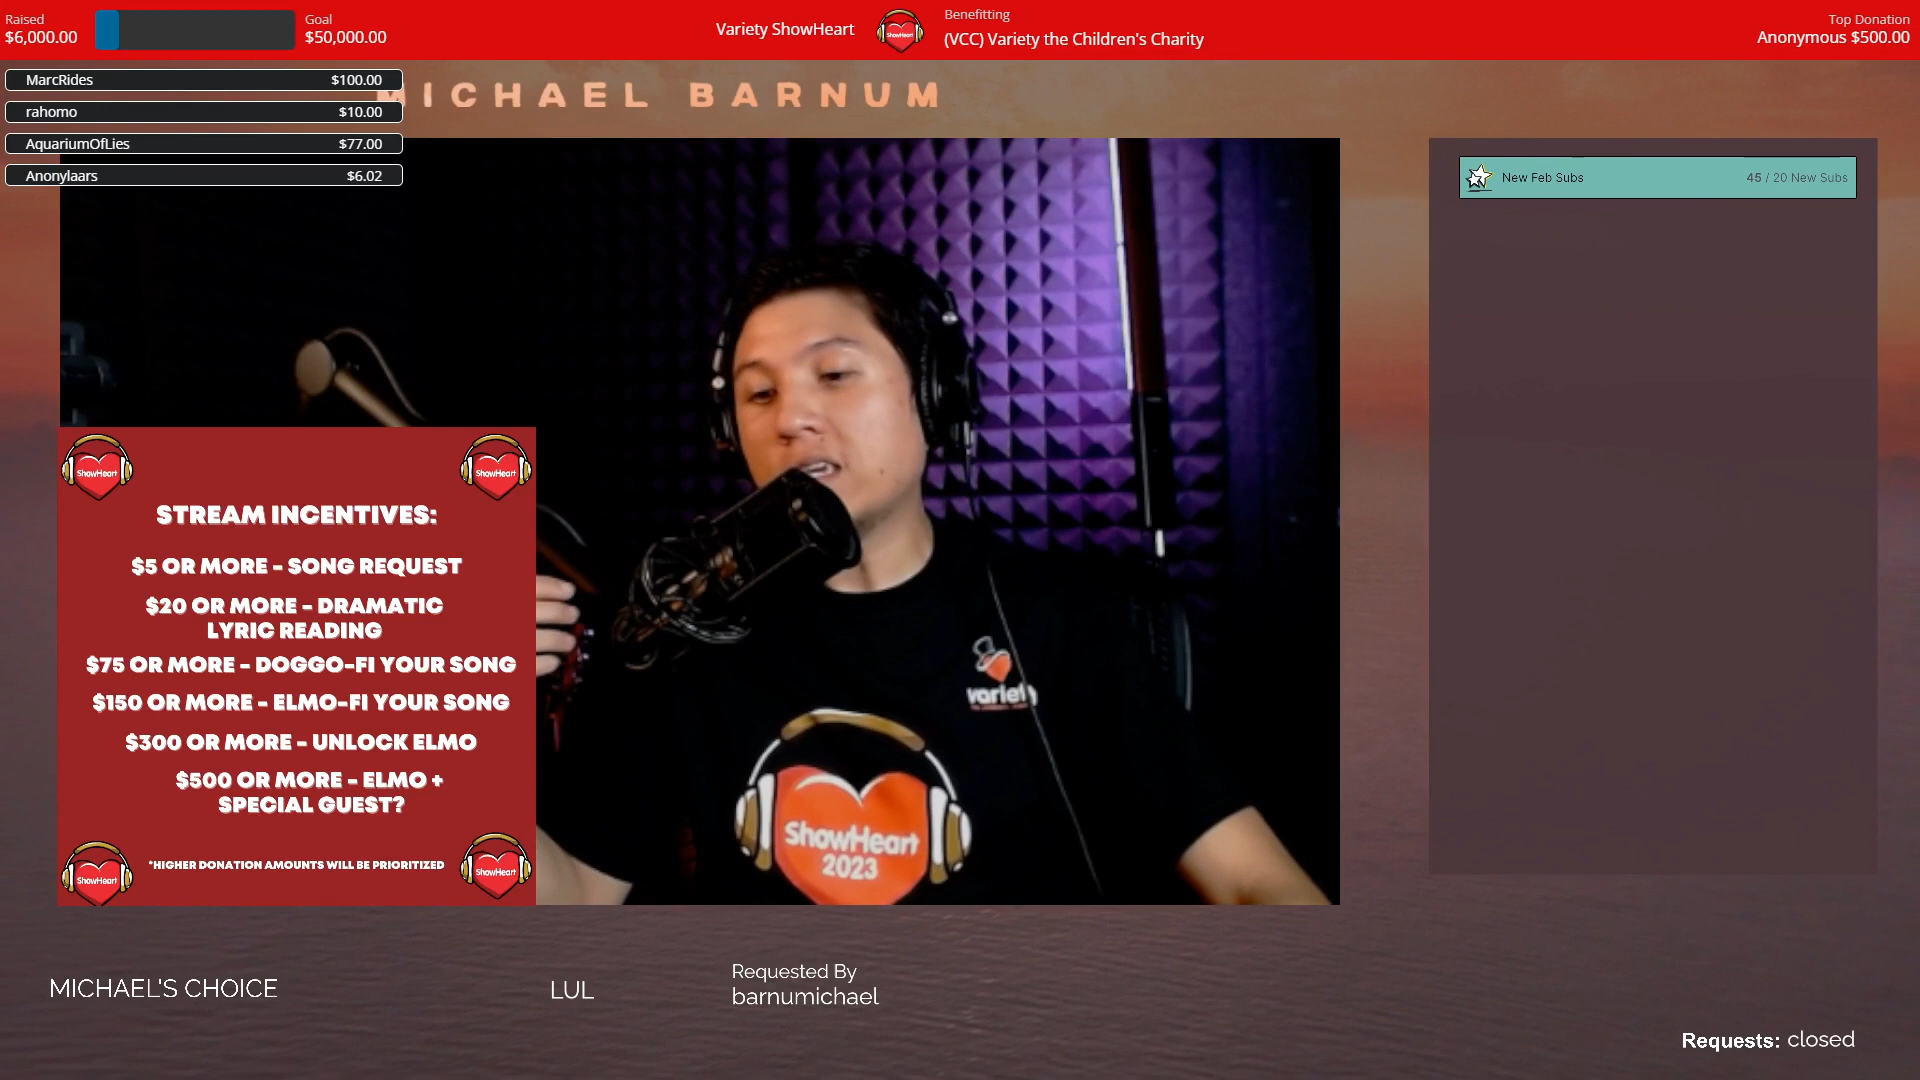 Raised
$6,000.00
Goal
$50,000.00
Variety ShowHeart
ShowHeart
Benefitting
(VCC) Variety the Children's Charity
Top Donation
Anonymous $500.00
MarcRides $100.00
rahomo $10.00
AquariumOfLies $77.00
Anonylaars $6.02
MICHAEL BARNUM
New Feb Subs 45 / 20 New Subs
ShowHeart
ShowHeart
STREAM INCENTIVES:
$5 OR MORE - SONG REQUEST
$20 OR MORE - DRAMATIC
LYRIC READING
$75 OR MORE - DOGGO-FI YOUR SONG
$150 OR MORE - ELMO-FI YOUR SONG
$300 OR MORE - UNLOCK ELMO
$500 OR MORE - ELMO +
SPECIAL GUEST?
*HIGHER DONATION AMOUNTS WILL BE PRIORITIZED
ShowHeart
ShowHeart
variety
ShowHeart
2023
MICHAEL'S CHOICE
LUL
Requested By
barnumichael
Requests: closed